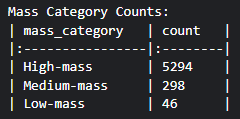 Mass Category Counts:
| mass_category   | count   |
|:----------------|:--------|
| High-mass       | 5294    |
| Medium-mass     | 298     |
| Low-mass        | 46      |